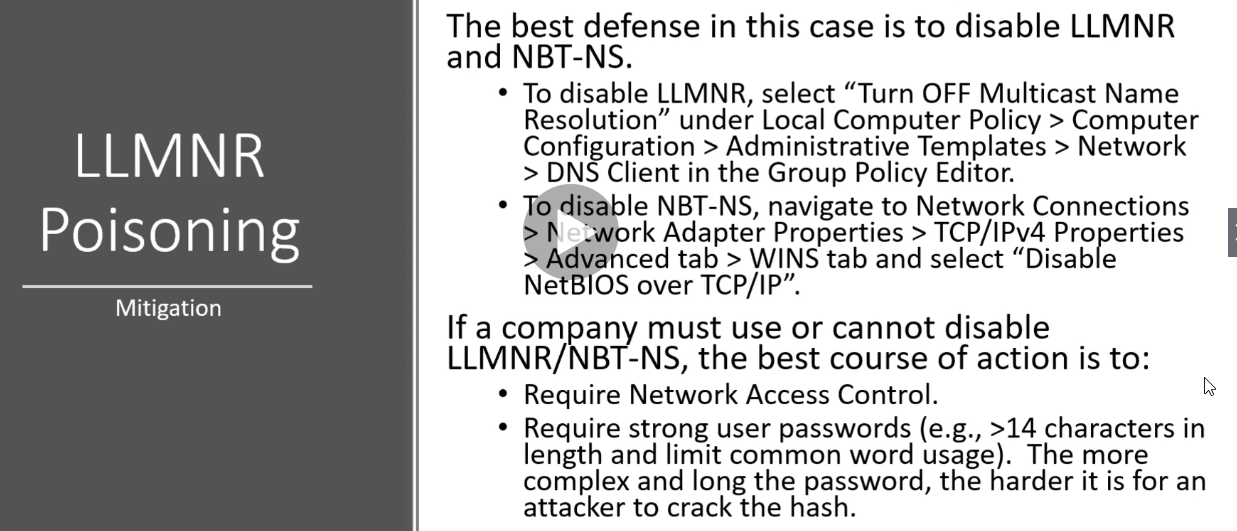 LLMNR
Poisoning
Mitigation
The best defense in this case is to disable LLMNR
and NBT-NS.
• To disable LLMNR, select “Turn OFF Multicast Name
Resolution” under Local Computer Policy > Computer
Configuration > Administrative Templates > Network
> DNS Client in the Group Policy Editor.
• To disable NBT-NS, navigate to Network Connections
> Network Adapter Properties > TCP/IPv4 Properties
> Advanced tab > WINS tab and select “Disable
NetBIOS over TCP/IP”.
If a company must use or cannot disable
LLMNR/NBT-NS, the best course of action is to:
• Require Network Access Control.
• Require strong user passwords (e.g., >14 characters in
length and limit common word usage).  The more
complex and long the password, the harder it is for an
attacker to crack the hash.